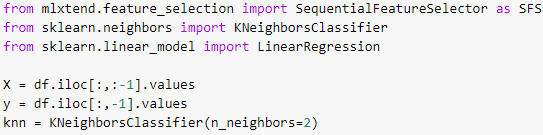 from mlxtend.feature_selection import SequentialFeatureSelector as SFS
from sklearn.neighbors import KNeighborsClassifier
from sklearn.linear_model import LinearRegression
X = df.iloc[:,:-1].values
y = df.iloc[:,-1].values
knn = KNeighborsClassifier(n_neighbors=2)